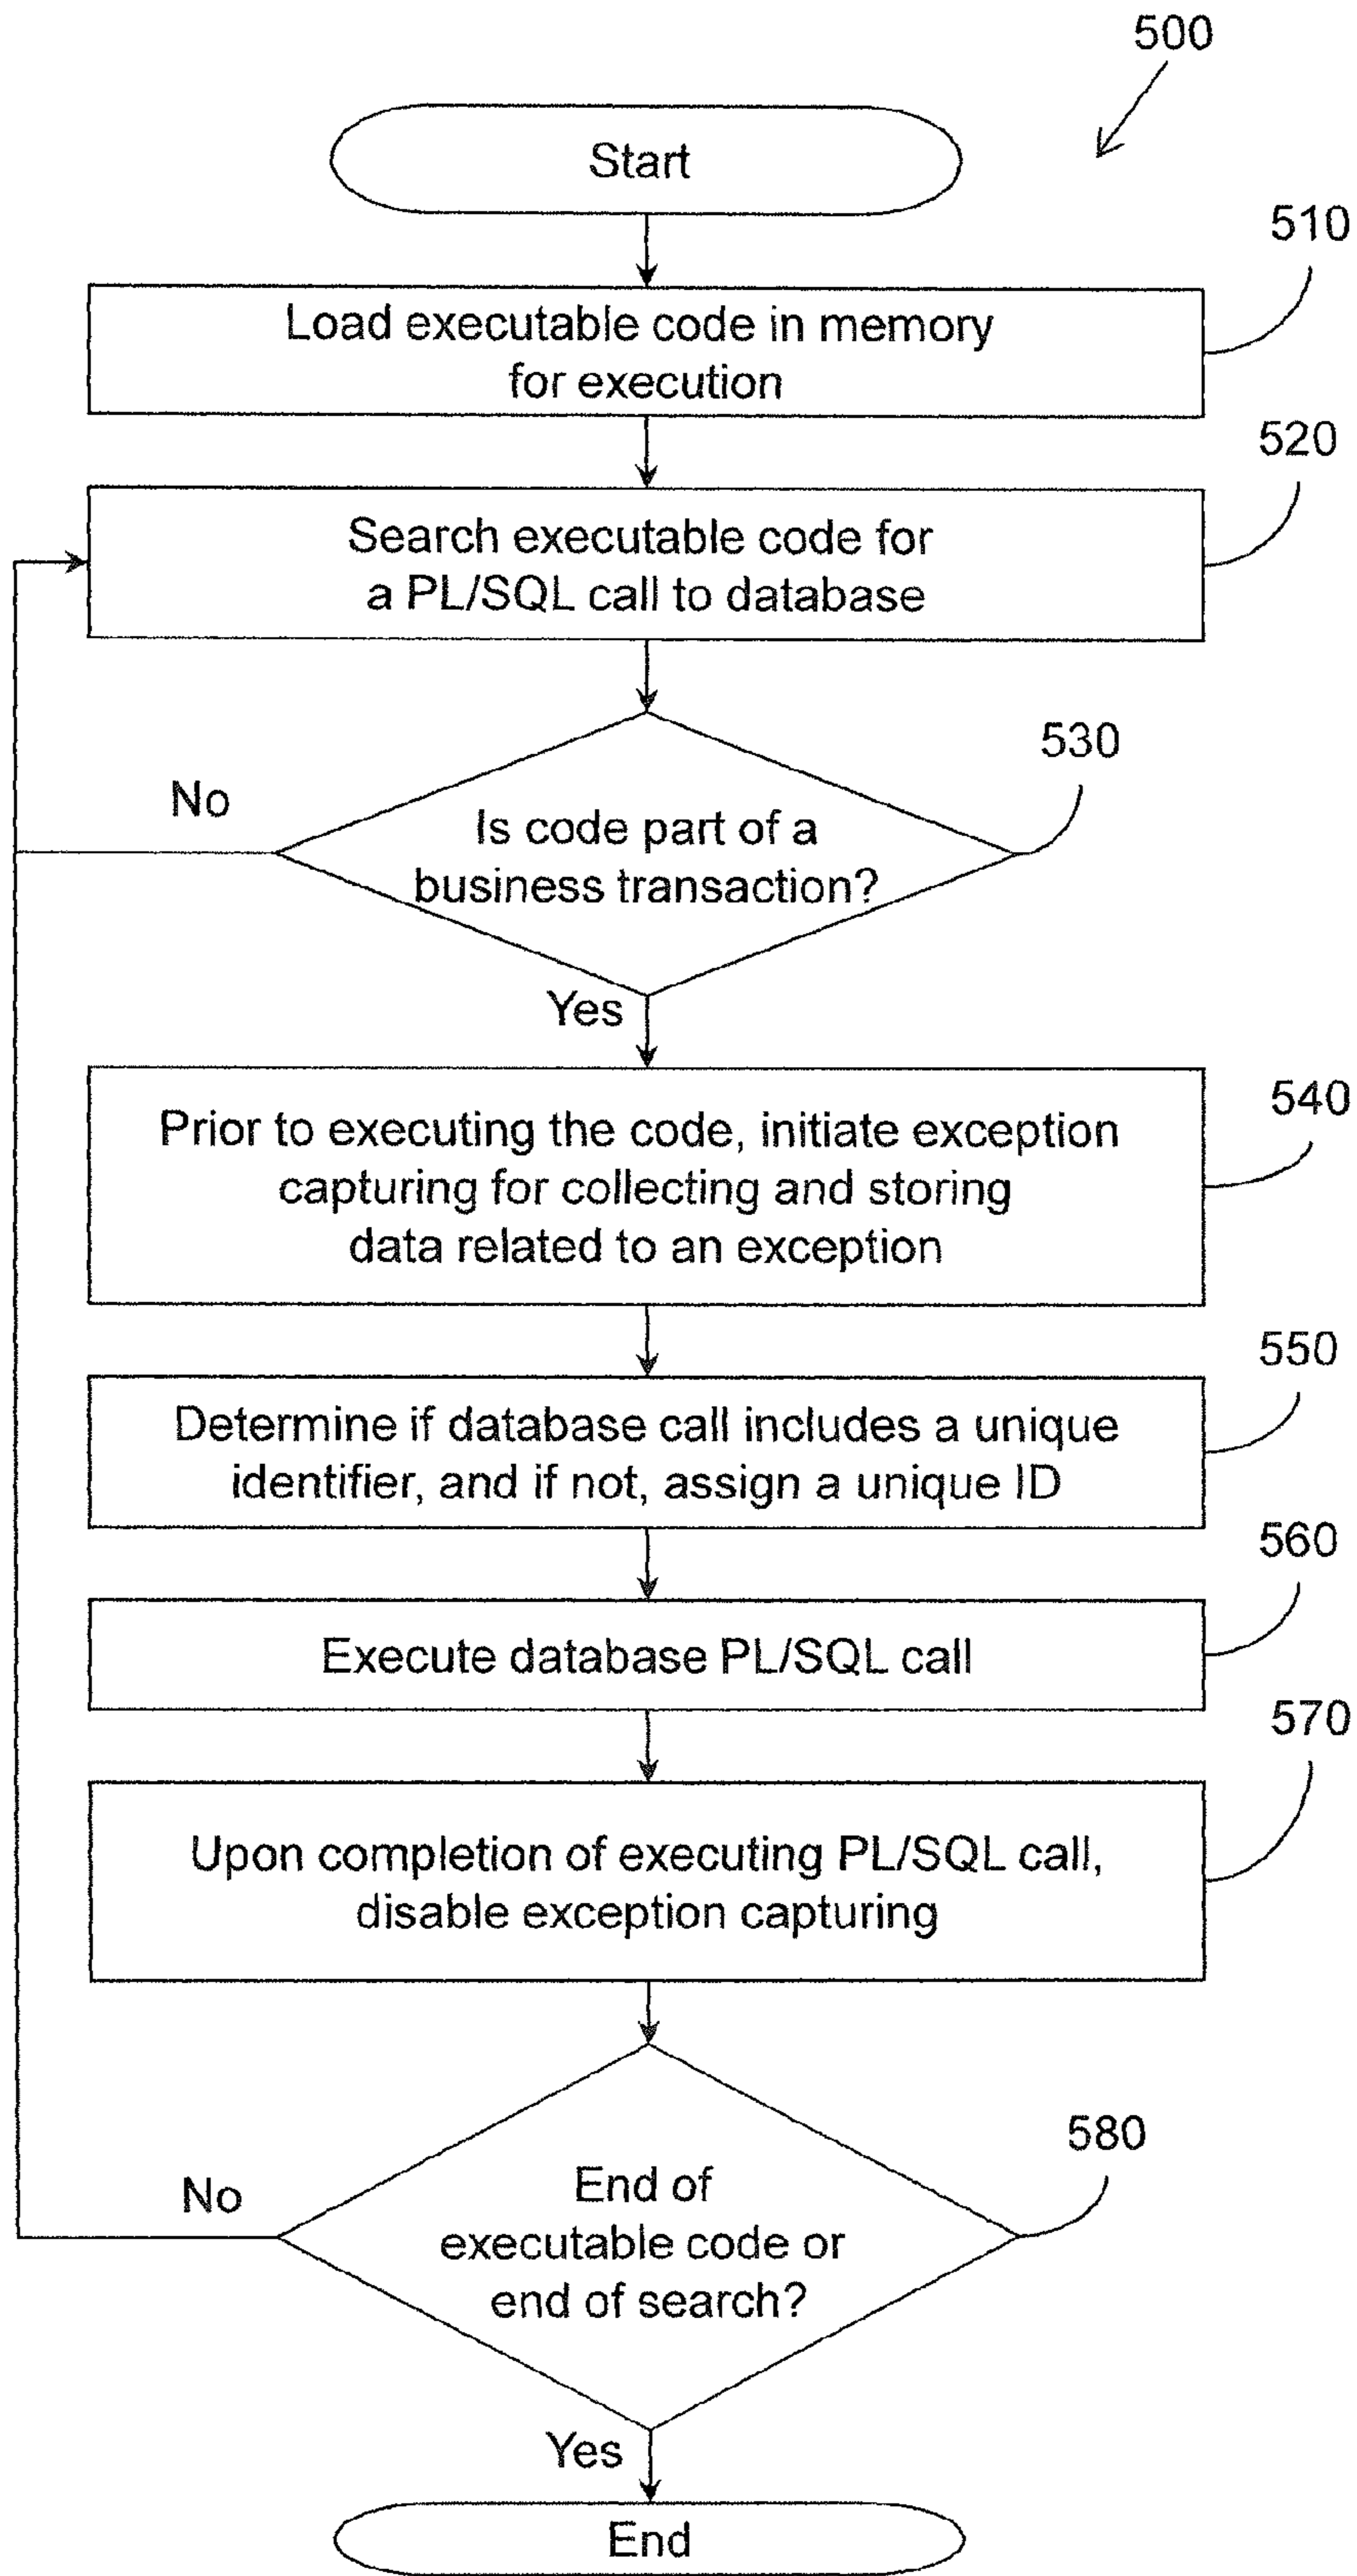 500
Start
510
Load executable code in memory
for execution
520
Search executable code for
a PL/SQL call to database
530
No
Is code part of a
business transaction?
Yes
540
Prior to executing the code, initiate exception
capturing for collecting and storing
data related to an exception
550
Determine if database call includes a unique
identifier, and if not, assign a unique ID
560
Execute database PL/SQL call
570
Upon completion of executing PL/SQL call,
disable exception capturing
580
No
End of
executable code or
end of search?
Yes
End